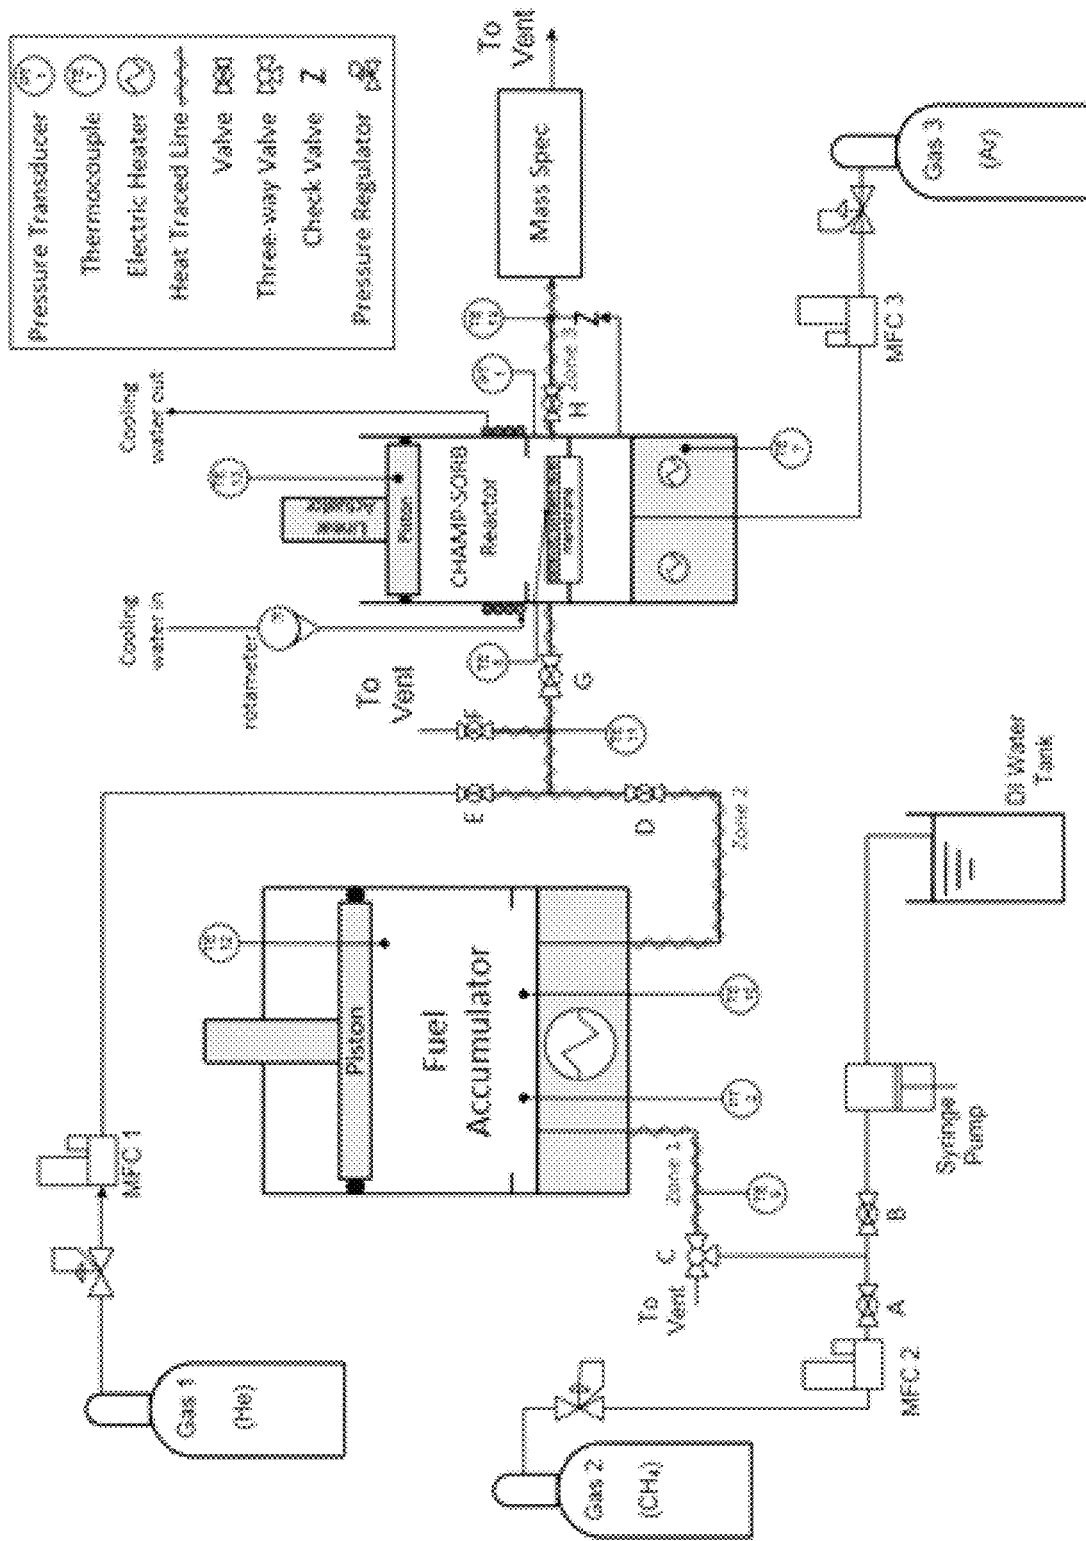 Pressure Transducer
Thermocouple
Electric Heater
Heat Traced Line
Valve
Three-way Valve
Check Valve
Pressure Regulator
Gas 1
(He)
MFC 1
Gas 2
(CH₄)
MFC 2
A
B
C
To
Vent
Zone 1
Syringe
Pump
DI Water
Tank
Piston
Fuel
Accumulator
Zone 2
D
E
F
To
Vent
G
Cooling
water in
rotameter
Linear
Actuator
Piston
CHAMP-SORB
Reactor
Membrane
Cooling
water out
H
Zone 3
Mass Spec
To
Vent
MFC 3
Gas 3
(Ar)